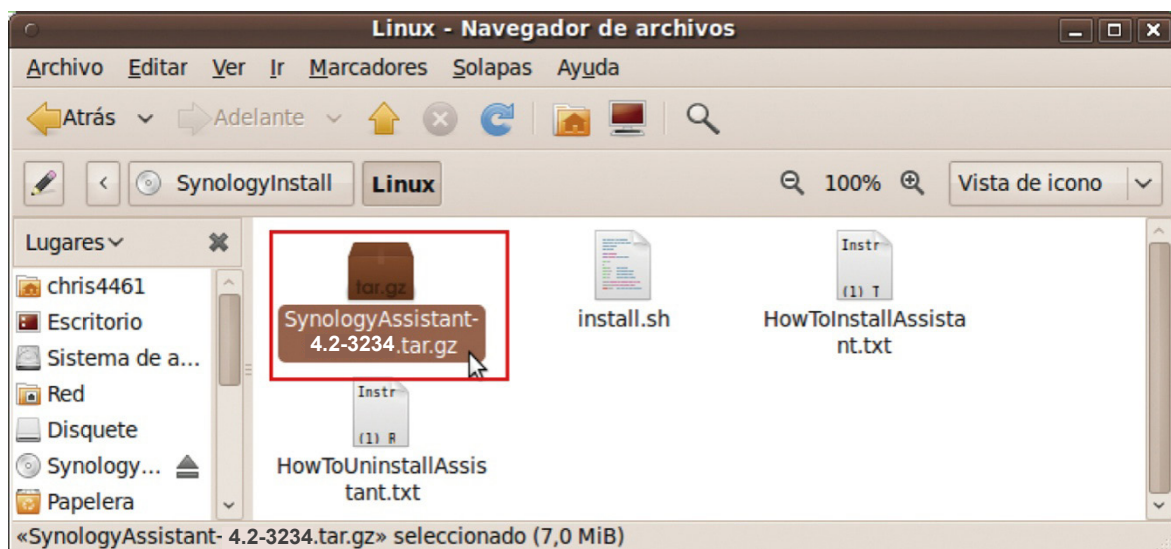 Linux - Navegador de archivos
Archivo Editar Ver Ir Marcadores Solapas Ayuda
Atrás Adelante
SynologyInstall Linux 100% Vista de icono
Lugares
chris4461
Escritorio
Sistema de a...
Red
Disquete
Synology...
Papelera
tar.gz
SynologyAssistant-
4.2-3234.tar.gz
install.sh
Instr
(1) T
HowToInstallAssista
nt.txt
Instr
(1) R
HowToUninstallAssis
tant.txt
«SynologyAssistant- 4.2-3234.tar.gz» seleccionado (7,0 MiB)